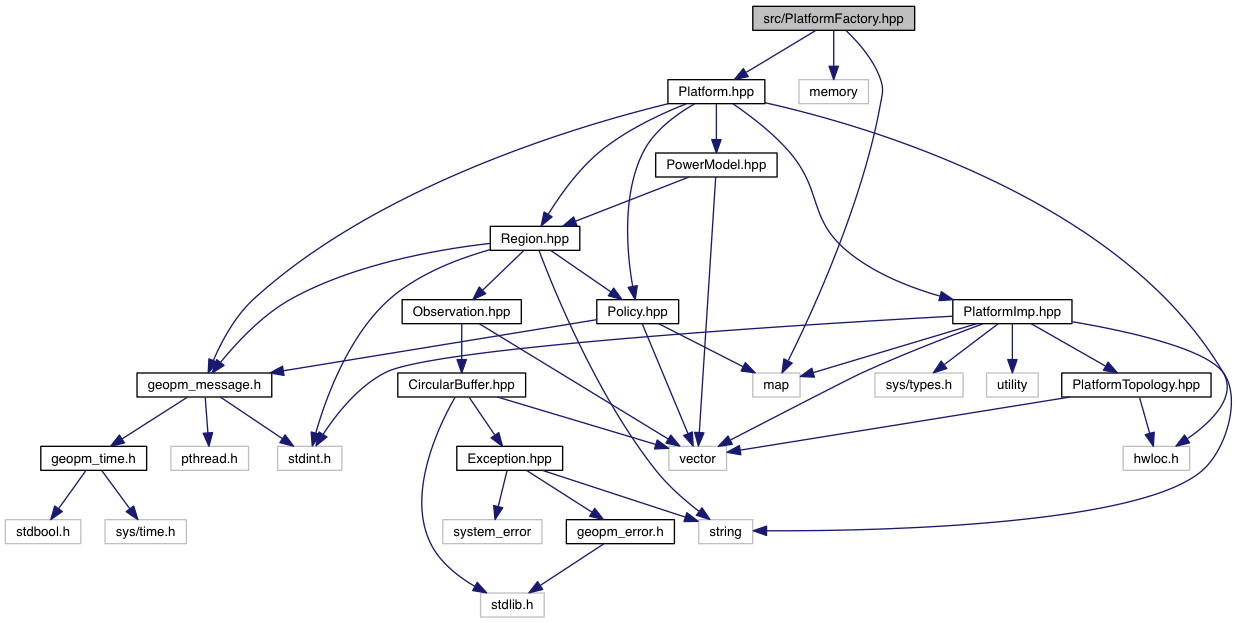 src/PlatformFactory.hpp
Platform.hpp
memory
PowerModel.hpp
Region.hpp
Observation.hpp
Policy.hpp
PlatformImp.hpp
geopm_message.h
CircularBuffer.hpp
map
sys/types.h
utility
PlatformTopology.hpp
geopm_time.h
pthread.h
stdint.h
Exception.hpp
vector
hwloc.h
stdbool.h
sys/time.h
system_error
geopm_error.h
string
stdlib.h